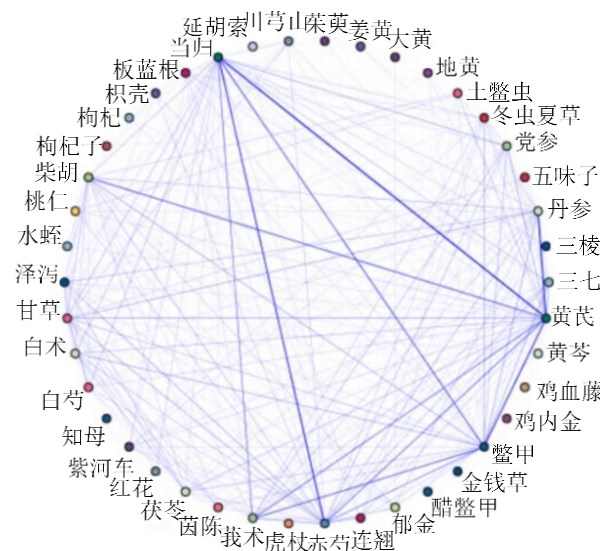 延胡索
川芎
山茱萸
姜黄
大黄
地黄
土鳖虫
冬虫夏草
党参
五味子
丹参
三棱
三七
黄芪
黄芩
鸡血藤
鸡内金
鳖甲
金钱草
醋鳖甲
郁金
连翘
赤芍
虎杖
莪术
茵陈
茯苓
红花
紫河车
知母
白芍
白术
甘草
泽泻
水蛭
桃仁
柴胡
枸杞子
枸杞
枳壳
板蓝根
当归